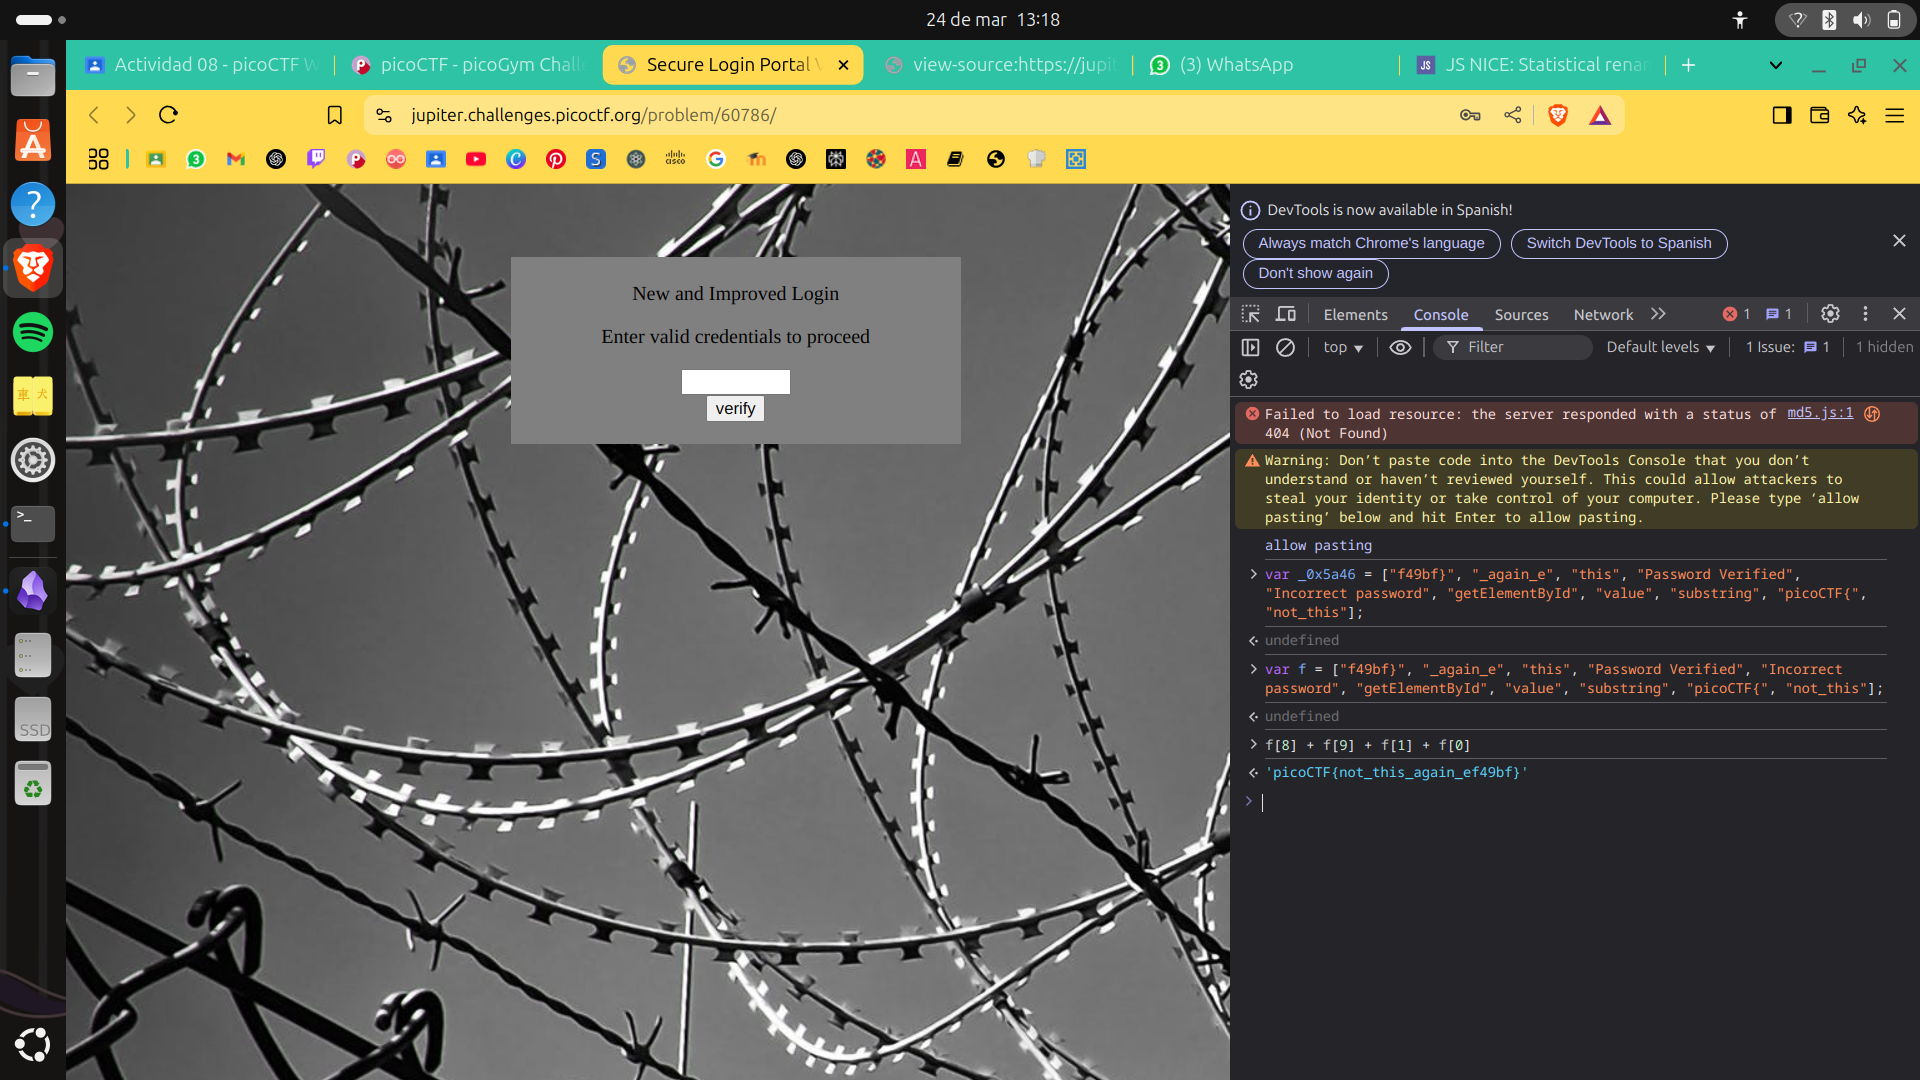 24 de mar 13:18
Actividad 08 - picoCTF W
picoCTF - picoGym Challe
Secure Login Portal V
view-source:https://jupit
(3) WhatsApp
JS NICE: Statistical renam
jupiter.challenges.picoctf.org/problem/60786/
New and Improved Login
Enter valid credentials to proceed
verify
DevTools is now available in Spanish!
Always match Chrome's language
Switch DevTools to Spanish
Don't show again
Elements
Console
Sources
Network
1
1
top
Filter
Default levels
1 Issue: 1
1 hidden
Failed to load resource: the server responded with a status of md5.js:1
404 (Not Found)
Warning: Don’t paste code into the DevTools Console that you don’t
understand or haven’t reviewed yourself. This could allow attackers to
steal your identity or take control of your computer. Please type ‘allow
pasting’ below and hit Enter to allow pasting.
allow pasting
var _0x5a46 = ["f49bf}", "_again_e", "this", "Password Verified",
"Incorrect password", "getElementById", "value", "substring", "picoCTF{",
"not_this"];
undefined
var f = ["f49bf}", "_again_e", "this", "Password Verified", "Incorrect
password", "getElementById", "value", "substring", "picoCTF{", "not_this"];
undefined
f[8] + f[9] + f[1] + f[0]
'picoCTF{not_this_again_ef49bf}'
SSD